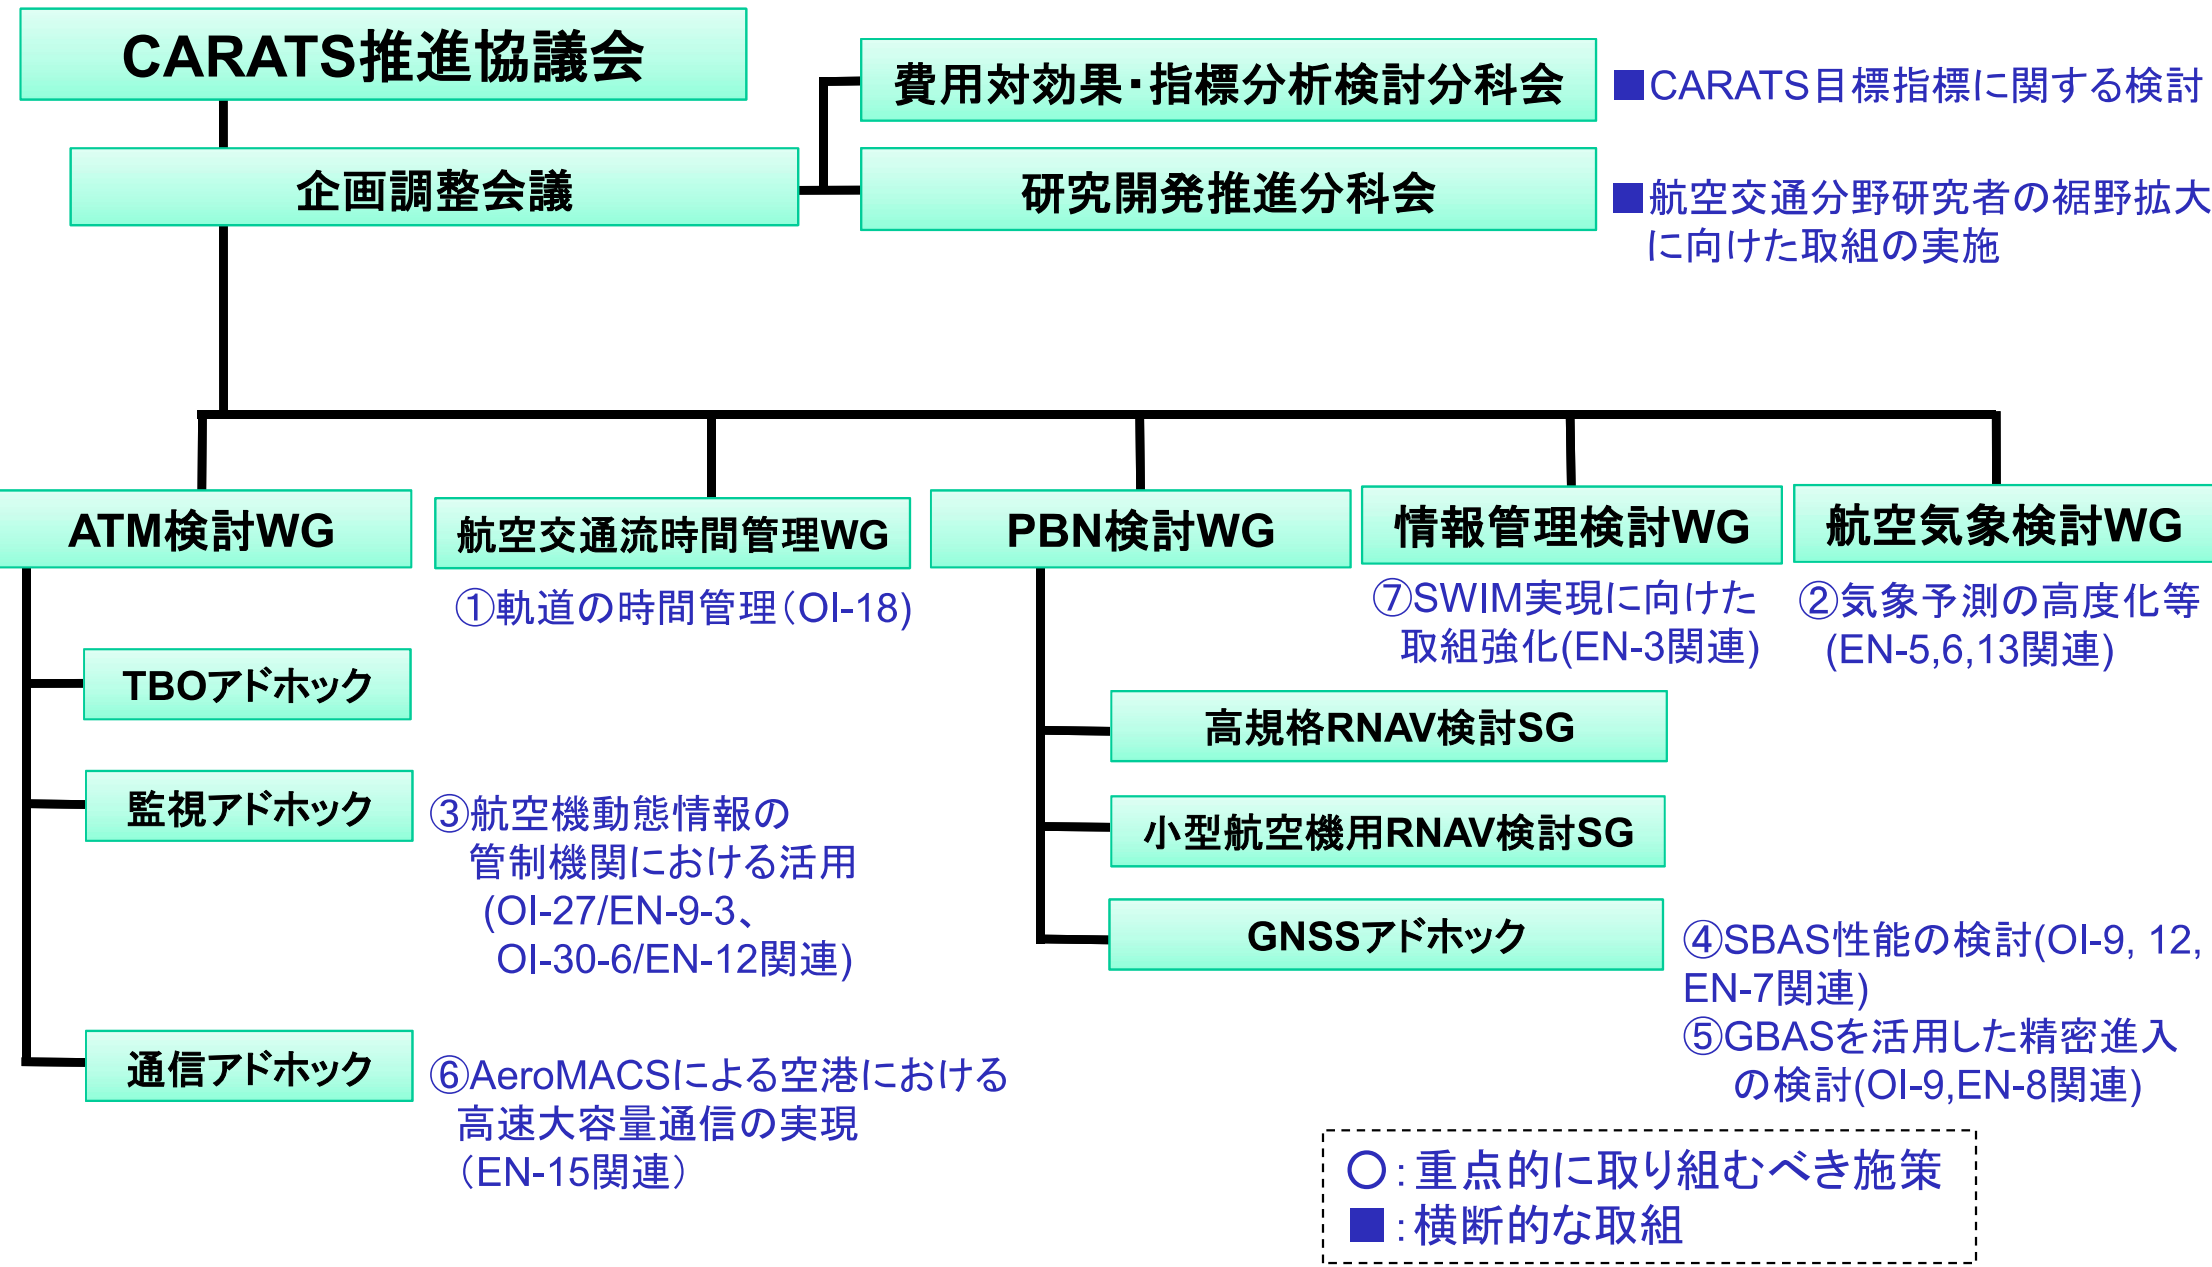 CARATS推進協議会
費用対効果・指標分析検討分科会
■CARATS目標指標に関する検討
企画調整会議
研究開発推進分科会
■航空交通分野研究者の裾野拡大
に向けた取組の実施
ATM検討WG
航空交通流時間管理WG
PBN検討WG
情報管理検討WG
航空気象検討WG
①軌道の時間管理（OI-18）
⑦SWIM実現に向けた
取組強化(EN-3関連)
②気象予測の高度化等
(EN-5,6,13関連)
TBOアドホック
監視アドホック
③航空機動態情報の
管制機関における活用
(OI-27/EN-9-3、
OI-30-6/EN-12関連)
通信アドホック
⑥AeroMACSによる空港における
高速大容量通信の実現
（EN-15関連）
高規格RNAV検討SG
小型航空機用RNAV検討SG
GNSSアドホック
④SBAS性能の検討(OI-9, 12,
EN-7関連)
⑤GBASを活用した精密進入
の検討(OI-9,EN-8関連)
○：重点的に取り組むべき施策
■：横断的な取組